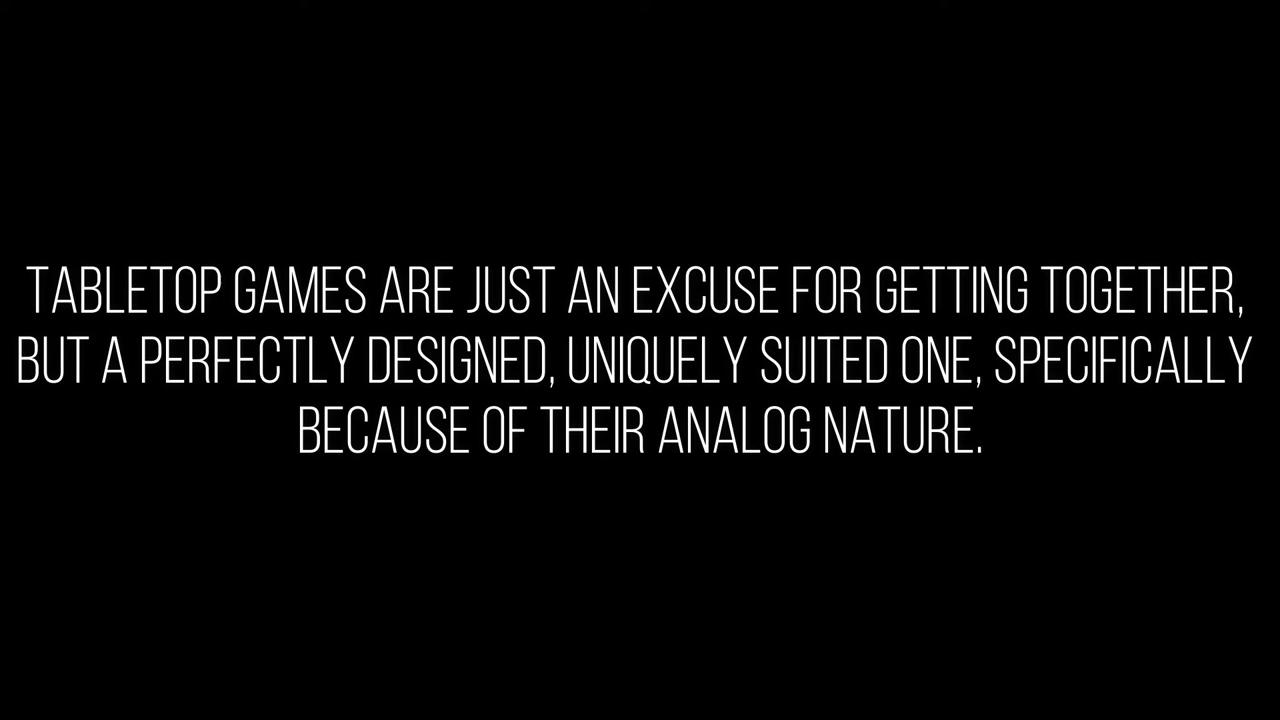 TABLETOP GAMES ARE JUST AN EXCUSE FOR GETTING TOGETHER,
BUT A PERFECTLY DESIGNED, UNIQUELY SUITED ONE, SPECIFICALLY
BECAUSE OF THEIR ANALOG NATURE.